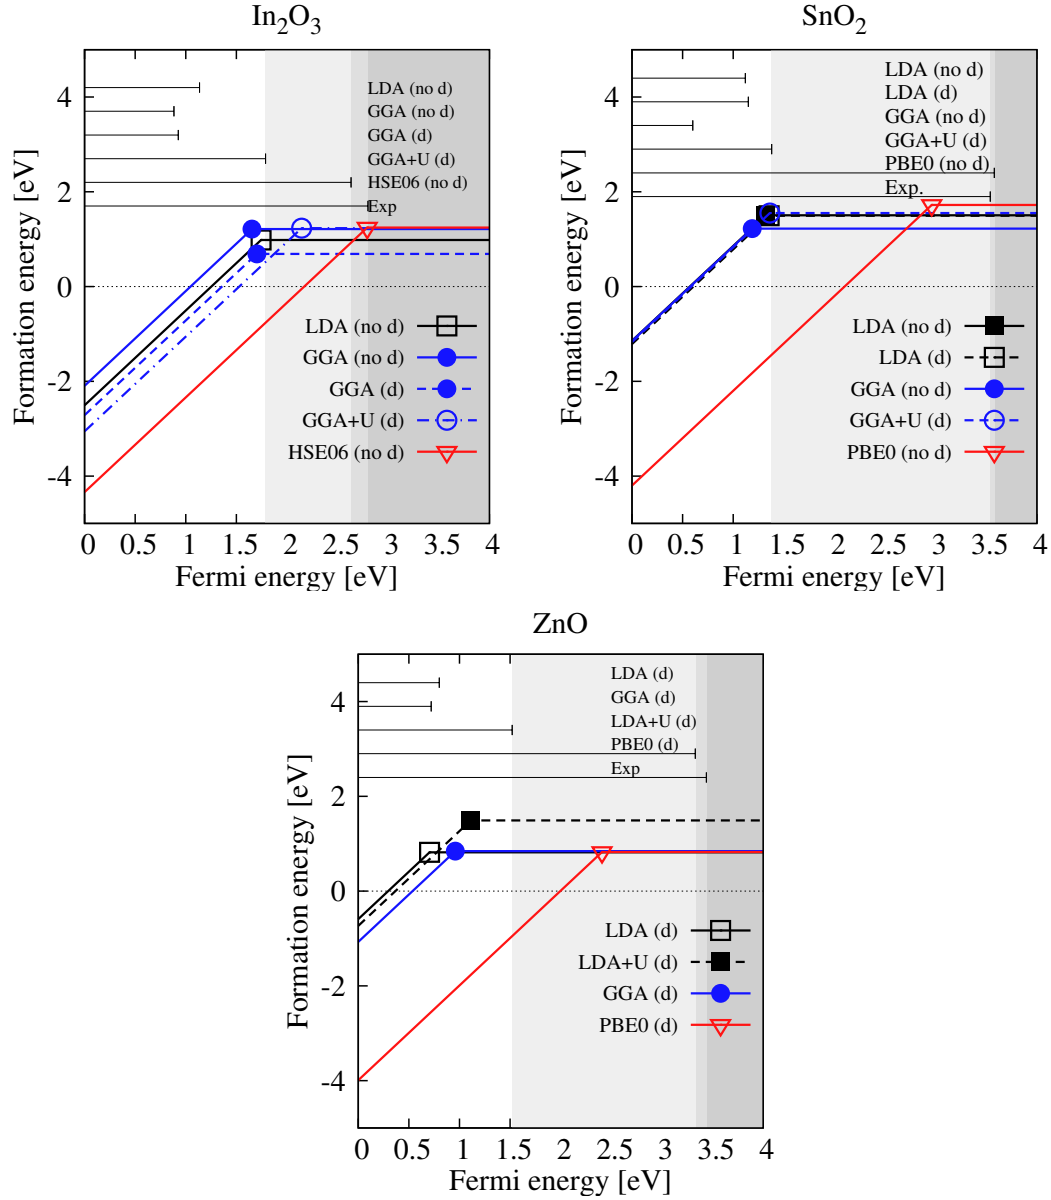 In₂O₃
Formation energy [eV]
4
2
0
-2
-4
LDA (no d)
GGA (no d)
GGA (d)
GGA+U (d)
HSE06 (no d)
Exp
LDA (no d)
GGA (no d)
GGA (d)
GGA+U (d)
HSE06 (no d)
0 0.5 1 1.5 2 2.5 3 3.5 4
Fermi energy [eV]
SnO₂
Formation energy [eV]
4
2
0
-2
-4
LDA (no d)
LDA (d)
GGA (no d)
GGA+U (d)
PBE0 (no d)
Exp.
LDA (no d)
LDA (d)
GGA (no d)
GGA+U (d)
PBE0 (no d)
0 0.5 1 1.5 2 2.5 3 3.5 4
Fermi energy [eV]
ZnO
Formation energy [eV]
4
2
0
-2
-4
LDA (d)
GGA (d)
LDA+U (d)
PBE0 (d)
Exp
LDA (d)
LDA+U (d)
GGA (d)
PBE0 (d)
0 0.5 1 1.5 2 2.5 3 3.5 4
Fermi energy [eV]